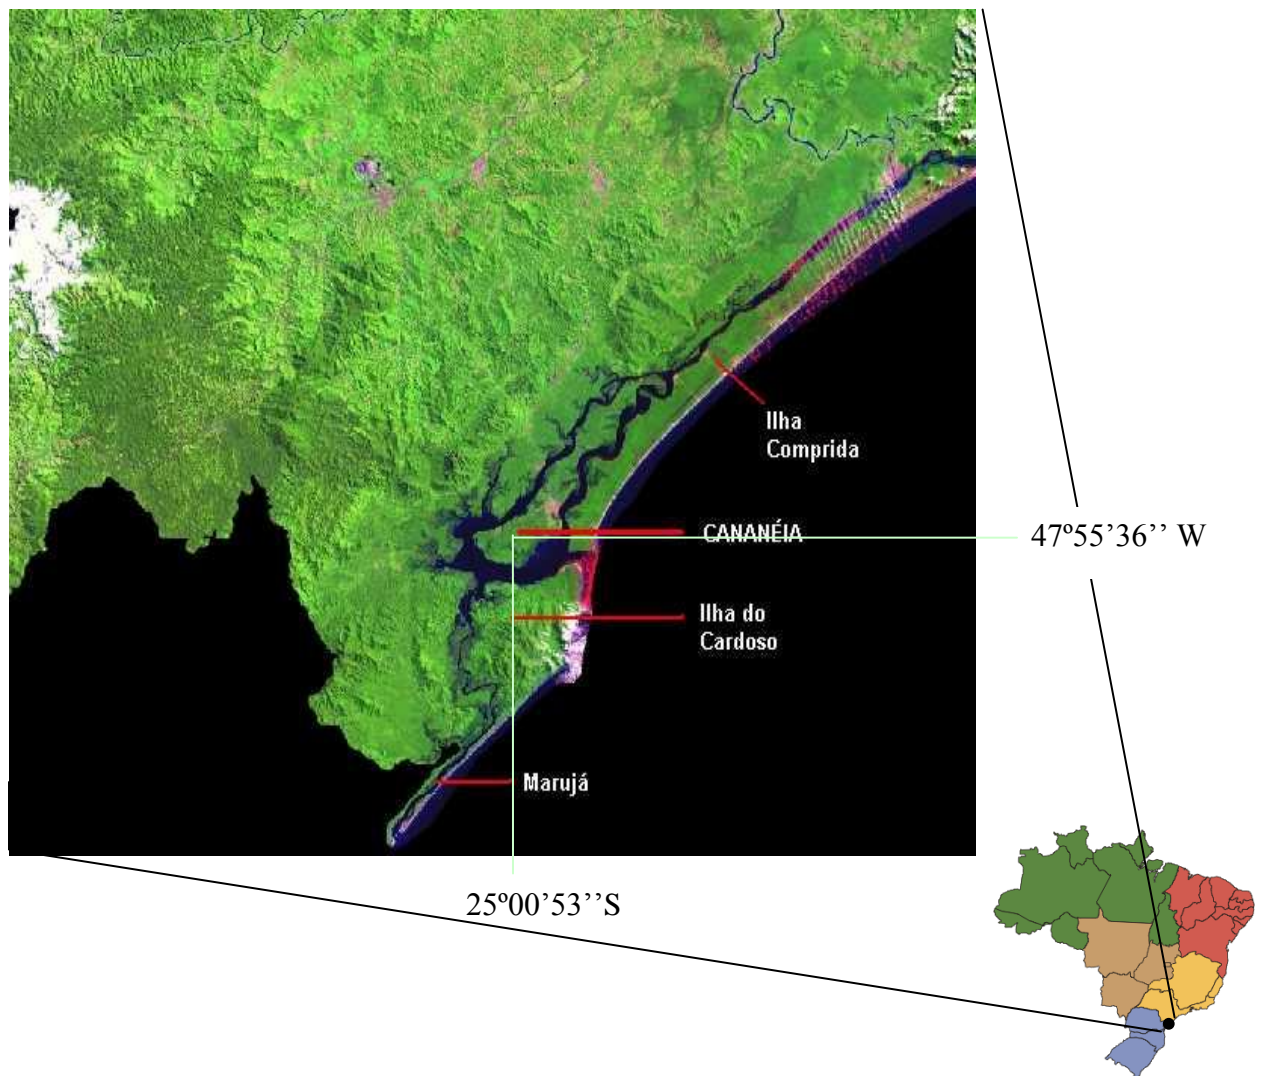 Ilha
Comprida
CANANÉIA
47º55’36’’ W
Ilha do
Cardoso
Marujá
25º00’53’’S